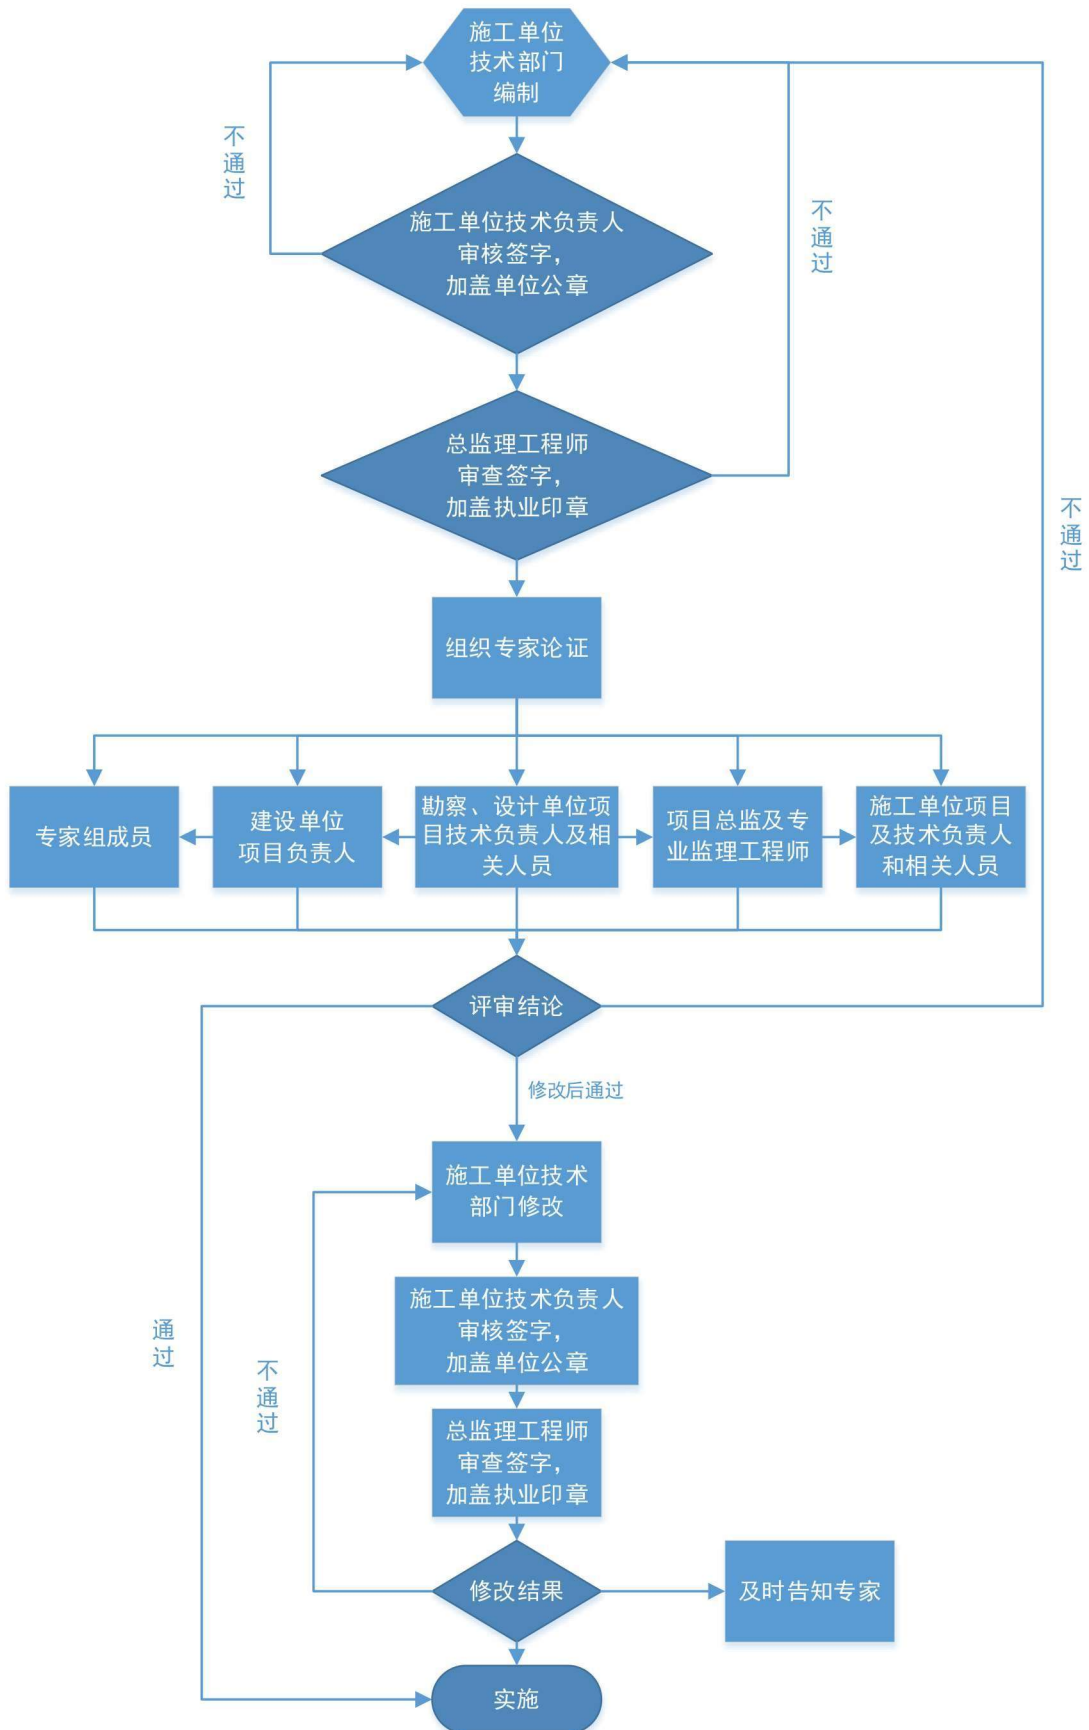 施工单位
技术部门
编制
不通过
施工单位技术负责人
审核签字，
加盖单位公章
不通过
总监理工程师
审查签字，
加盖执业印章
不通过
组织专家论证
专家组成员
建设单位
项目负责人
勘察、设计单位项
目技术负责人及相
关人员
项目总监及专
业监理工程师
施工单位项目
及技术负责人
和相关人员
评审结论
修改后通过
施工单位技术
部门修改
施工单位技术负责人
审核签字，
加盖单位公章
通过
不通过
总监理工程师
审查签字，
加盖执业印章
修改结果
及时告知专家
实施